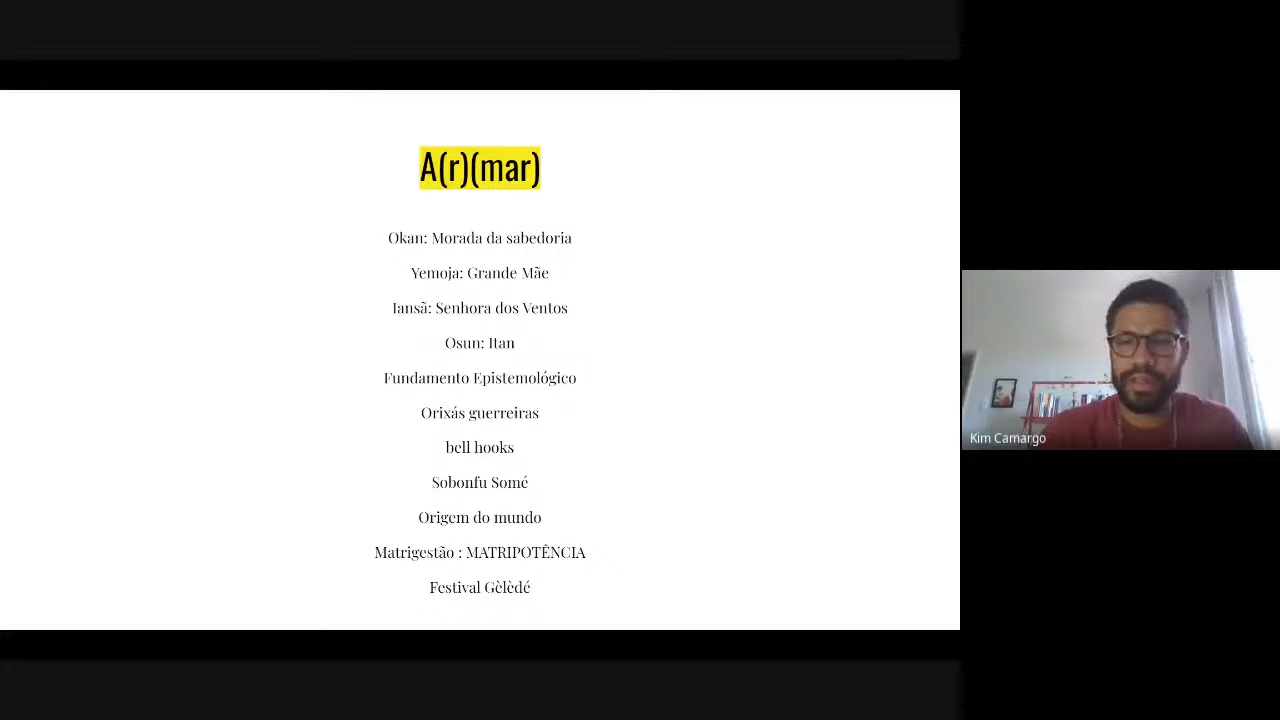 A(r)(mar)
Okan: Morada da sabedoria
Yemoja: Grande Mãe
Iansã: Senhora dos Ventos
Osun: Itan
Fundamento Epistemológico
Orixás guerreiras
bell hooks
Sobonfu Somé
Origem do mundo
Matrigestão : MATRIPOTÊNCIA
Festival Gèlèdé
Kim Camargo